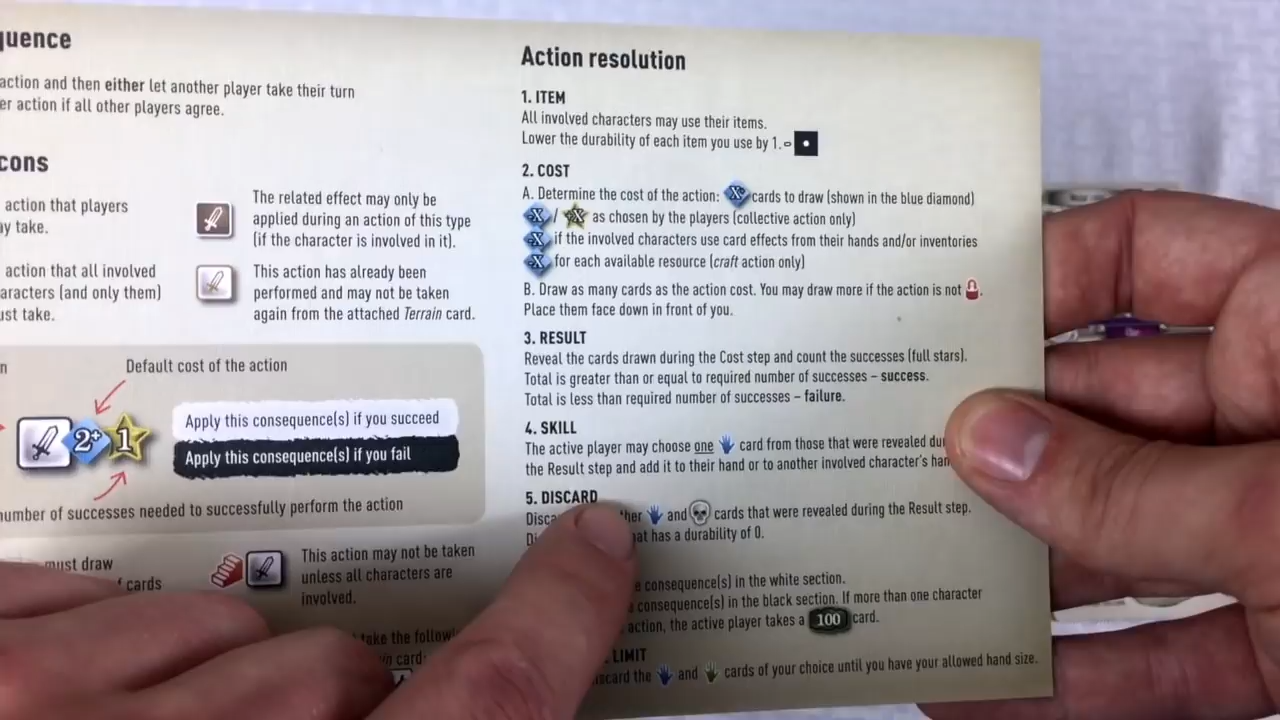 quence
action and then either let another player take their turn
er action if all other players agree.
cons
action that players
ay take.
The related effect may only be
applied during an action of this type
(if the character is involved in it).
action that all involved
aracters (and only them)
ust take.
This action has already been
performed and may not be taken
again from the attached Terrain card.
Default cost of the action
2+ 1
Apply this consequence(s) if you succeed
Apply this consequence(s) if you fail
number of successes needed to successfully perform the action
must draw
cards
This action may not be taken
unless all characters are
involved.
take the
card
Action resolution
1. ITEM
All involved characters may use their items.
Lower the durability of each item you use by 1.
2. COST
A. Determine the cost of the action: X+ cards to draw (shown in the blue diamond)
-X / -X as chosen by the players (collective action only)
-X if the involved characters use card effects from their hands and/or inventories
-X for each available resource (craft action only)
B. Draw as many cards as the action cost. You may draw more if the action is not .
Place them face down in front of you.
3. RESULT
Reveal the cards drawn during the Cost step and count the successes (full stars).
Total is greater than or equal to required number of successes – success.
Total is less than required number of successes – failure.
4. SKILL
The active player may choose one card from those that were revealed du
the Result step and add it to their hand or to another involved character's han
5. DISCARD
Disca ther and cards that were revealed during the Result step.
Di at has a durability of 0.
e consequence(s) in the white section.
consequence(s) in the black section. If more than one character
action, the active player takes a 100 card.
LIMIT
iscard the and cards of your choice until you have your allowed hand size.